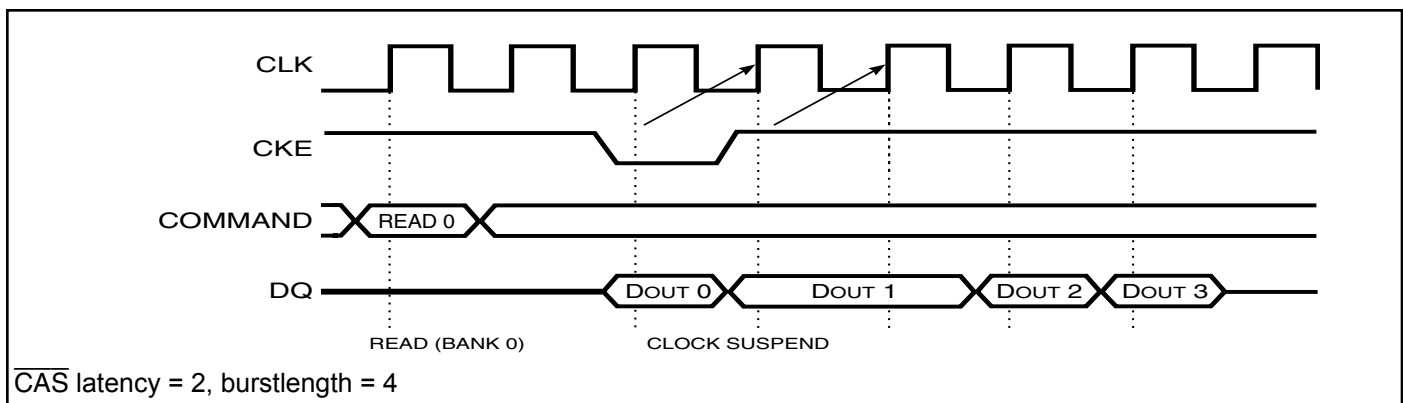 CLK
CKE
COMMAND READ 0
DQ DOUT 0 DOUT 1 DOUT 2 DOUT 3
READ (BANK 0) CLOCK SUSPEND
C̅A̅S̅ latency = 2, burstlength = 4